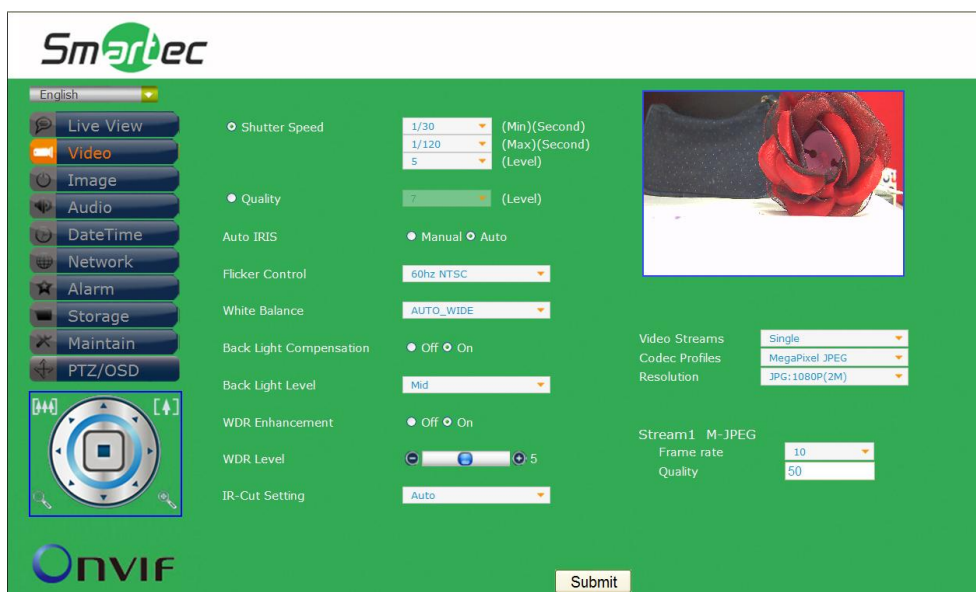 Smartec
English
Live View
Video
Image
Audio
DateTime
Network
Alarm
Storage
Maintain
PTZ/OSD
Onvif
Shutter Speed 1/30 (Min)(Second)
1/120 (Max)(Second)
5 (Level)
Quality 7 (Level)
Auto IRIS Manual Auto
Flicker Control 60hz NTSC
White Balance AUTO_WIDE
Back Light Compensation Off On
Back Light Level Mid
WDR Enhancement Off On
WDR Level 5
IR-Cut Setting Auto
Video Streams Single
Codec Profiles MegaPixel JPEG
Resolution JPG:1080P(2M)
Stream1 M-JPEG
Frame rate 10
Quality 50
Submit